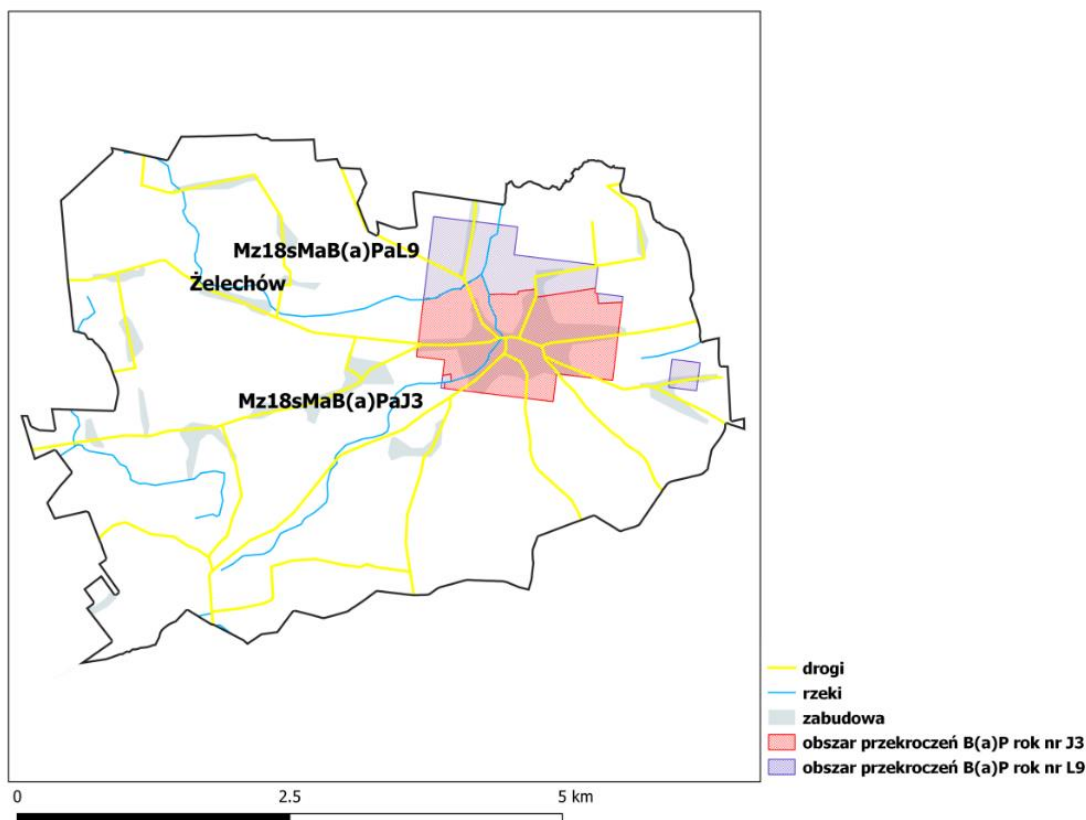 Mz18sMaB(a)PaL9
Żelechów
Mz18sMaB(a)PaJ3
drogi
rzeki
zabudowa
obszar przekroczeń B(a)P rok nr J3
obszar przekroczeń B(a)P rok nr L9
0 2.5 5 km